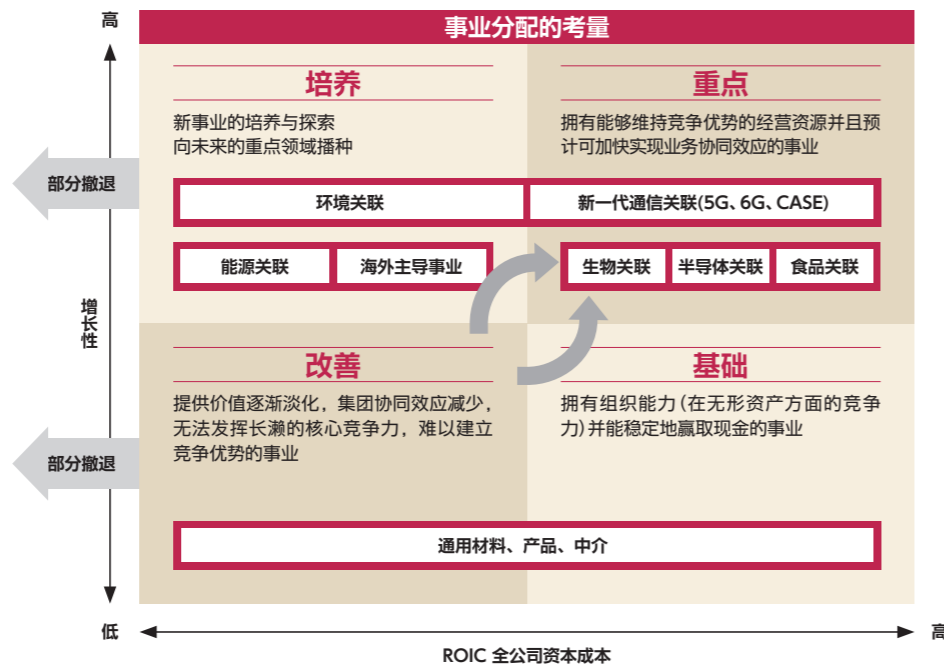 高
事业分配的考量
培养
新事业的培养与探索
向未来的重点领域播种
重点
拥有能够维持竞争优势的经营资源并且预
计可加快实现业务协同效应的事业
部分撤退
环境关联
新一代通信关联(5G、6G、CASE)
能源关联
海外主导事业
生物关联
半导体关联
食品关联
增长性
改善
提供价值逐渐淡化，集团协同效应减少，
无法发挥长濑的核心竞争力，难以建立
竞争优势的事业
基础
拥有组织能力(在无形资产方面的竞争
力)并能稳定地赢取现金的事业
部分撤退
通用材料、产品、中介
低
高
ROIC 全公司资本成本